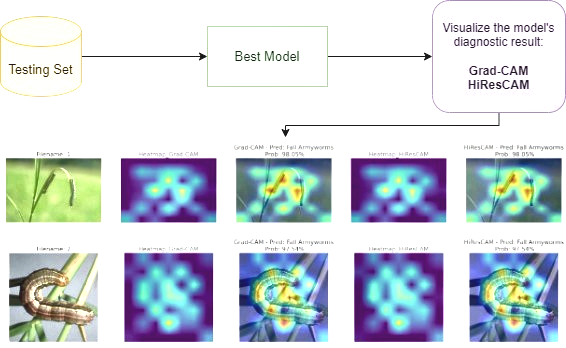 Testing Set
Best Model
Visualize the model's
diagnostic result:
Grad-CAM
HiResCAM
Filename: 1
Heatmap: Grad-CAM
Grad-CAM - Pred: Fall Armyworms
Prob: 98.05%
Heatmap: HiResCAM
HiResCAM - Pred: Fall Armyworms
Prob: 98.05%
Filename: 2
Heatmap: GradCAM
Grad-CAM - Pred: Fall Armyworms
Prob: 97.54%
Heatmap: HiResCAM
HiResCAM - Pred: Fall Armyworms
Prob: 97.54%